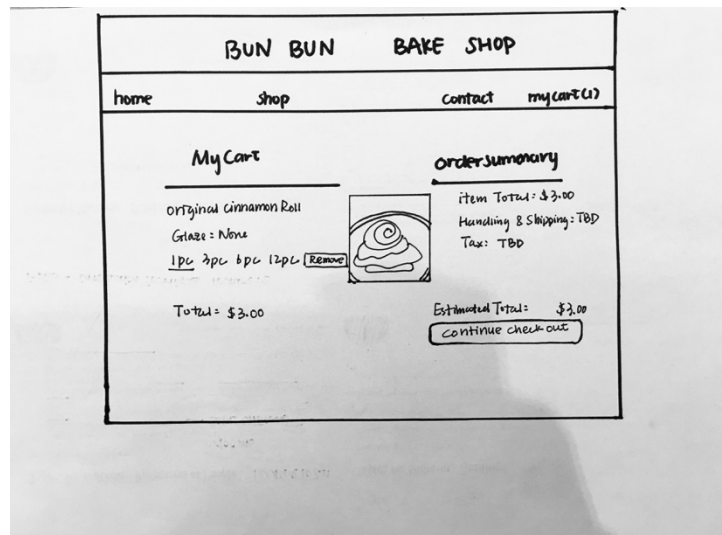 BUN BUN BAKE SHOP
home shop contact my cart (1)
My Cart
original cinnamon Roll
Glaze: None
1pc 3pc 6pc 12pc Remove
Total: $3.00
order summary
item Total: $3.00
Handling & Shipping: TBD
Tax: TBD
Estimated Total: $3.00
continue check out